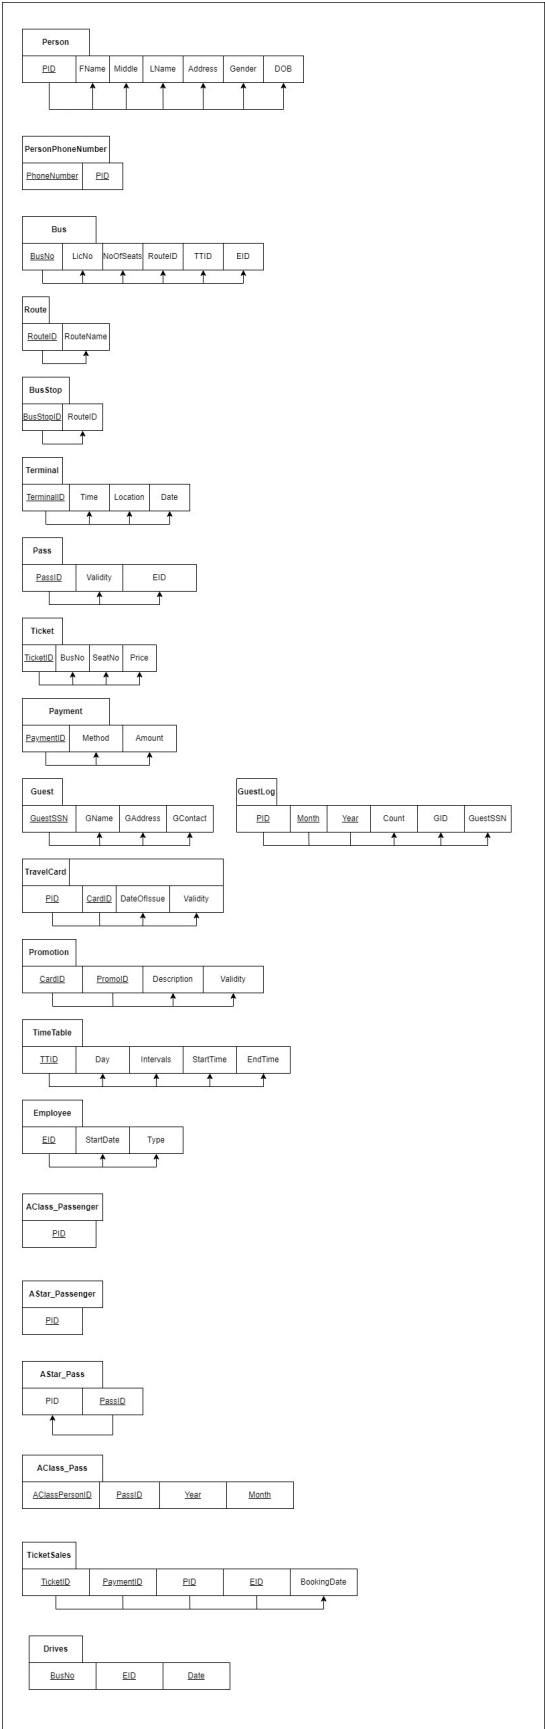 Person
PID FName Middle LName Address Gender DOB
PersonPhoneNumber
PhoneNumber PID
Bus
BusNo LicNo NoOfSeats RouteID TTID EID
Route
RouteID RouteName
BusStop
BusStopID RouteID
Terminal
TerminalID Time Location Date
Pass
PassID Validity EID
Ticket
TicketID BusNo SeatNo Price
Payment
PaymentID Method Amount
Guest GuestLog
GuestSSN GName GAddress GContact PID Month Year Count GID GuestSSN
TravelCard
PID CardID DateOfIssue Validity
Promotion
CardID PromoID Description Validity
TimeTable
TTID Day Intervals StartTime EndTime
Employee
EID StartDate Type
AClass_Passenger
PID
AStar_Passenger
PID
AStar_Pass
PID PassID
AClass_Pass
AClassPersonID PassID Year Month
TicketSales
TicketID PaymentID PID EID BookingDate
Drives
BusNo EID Date